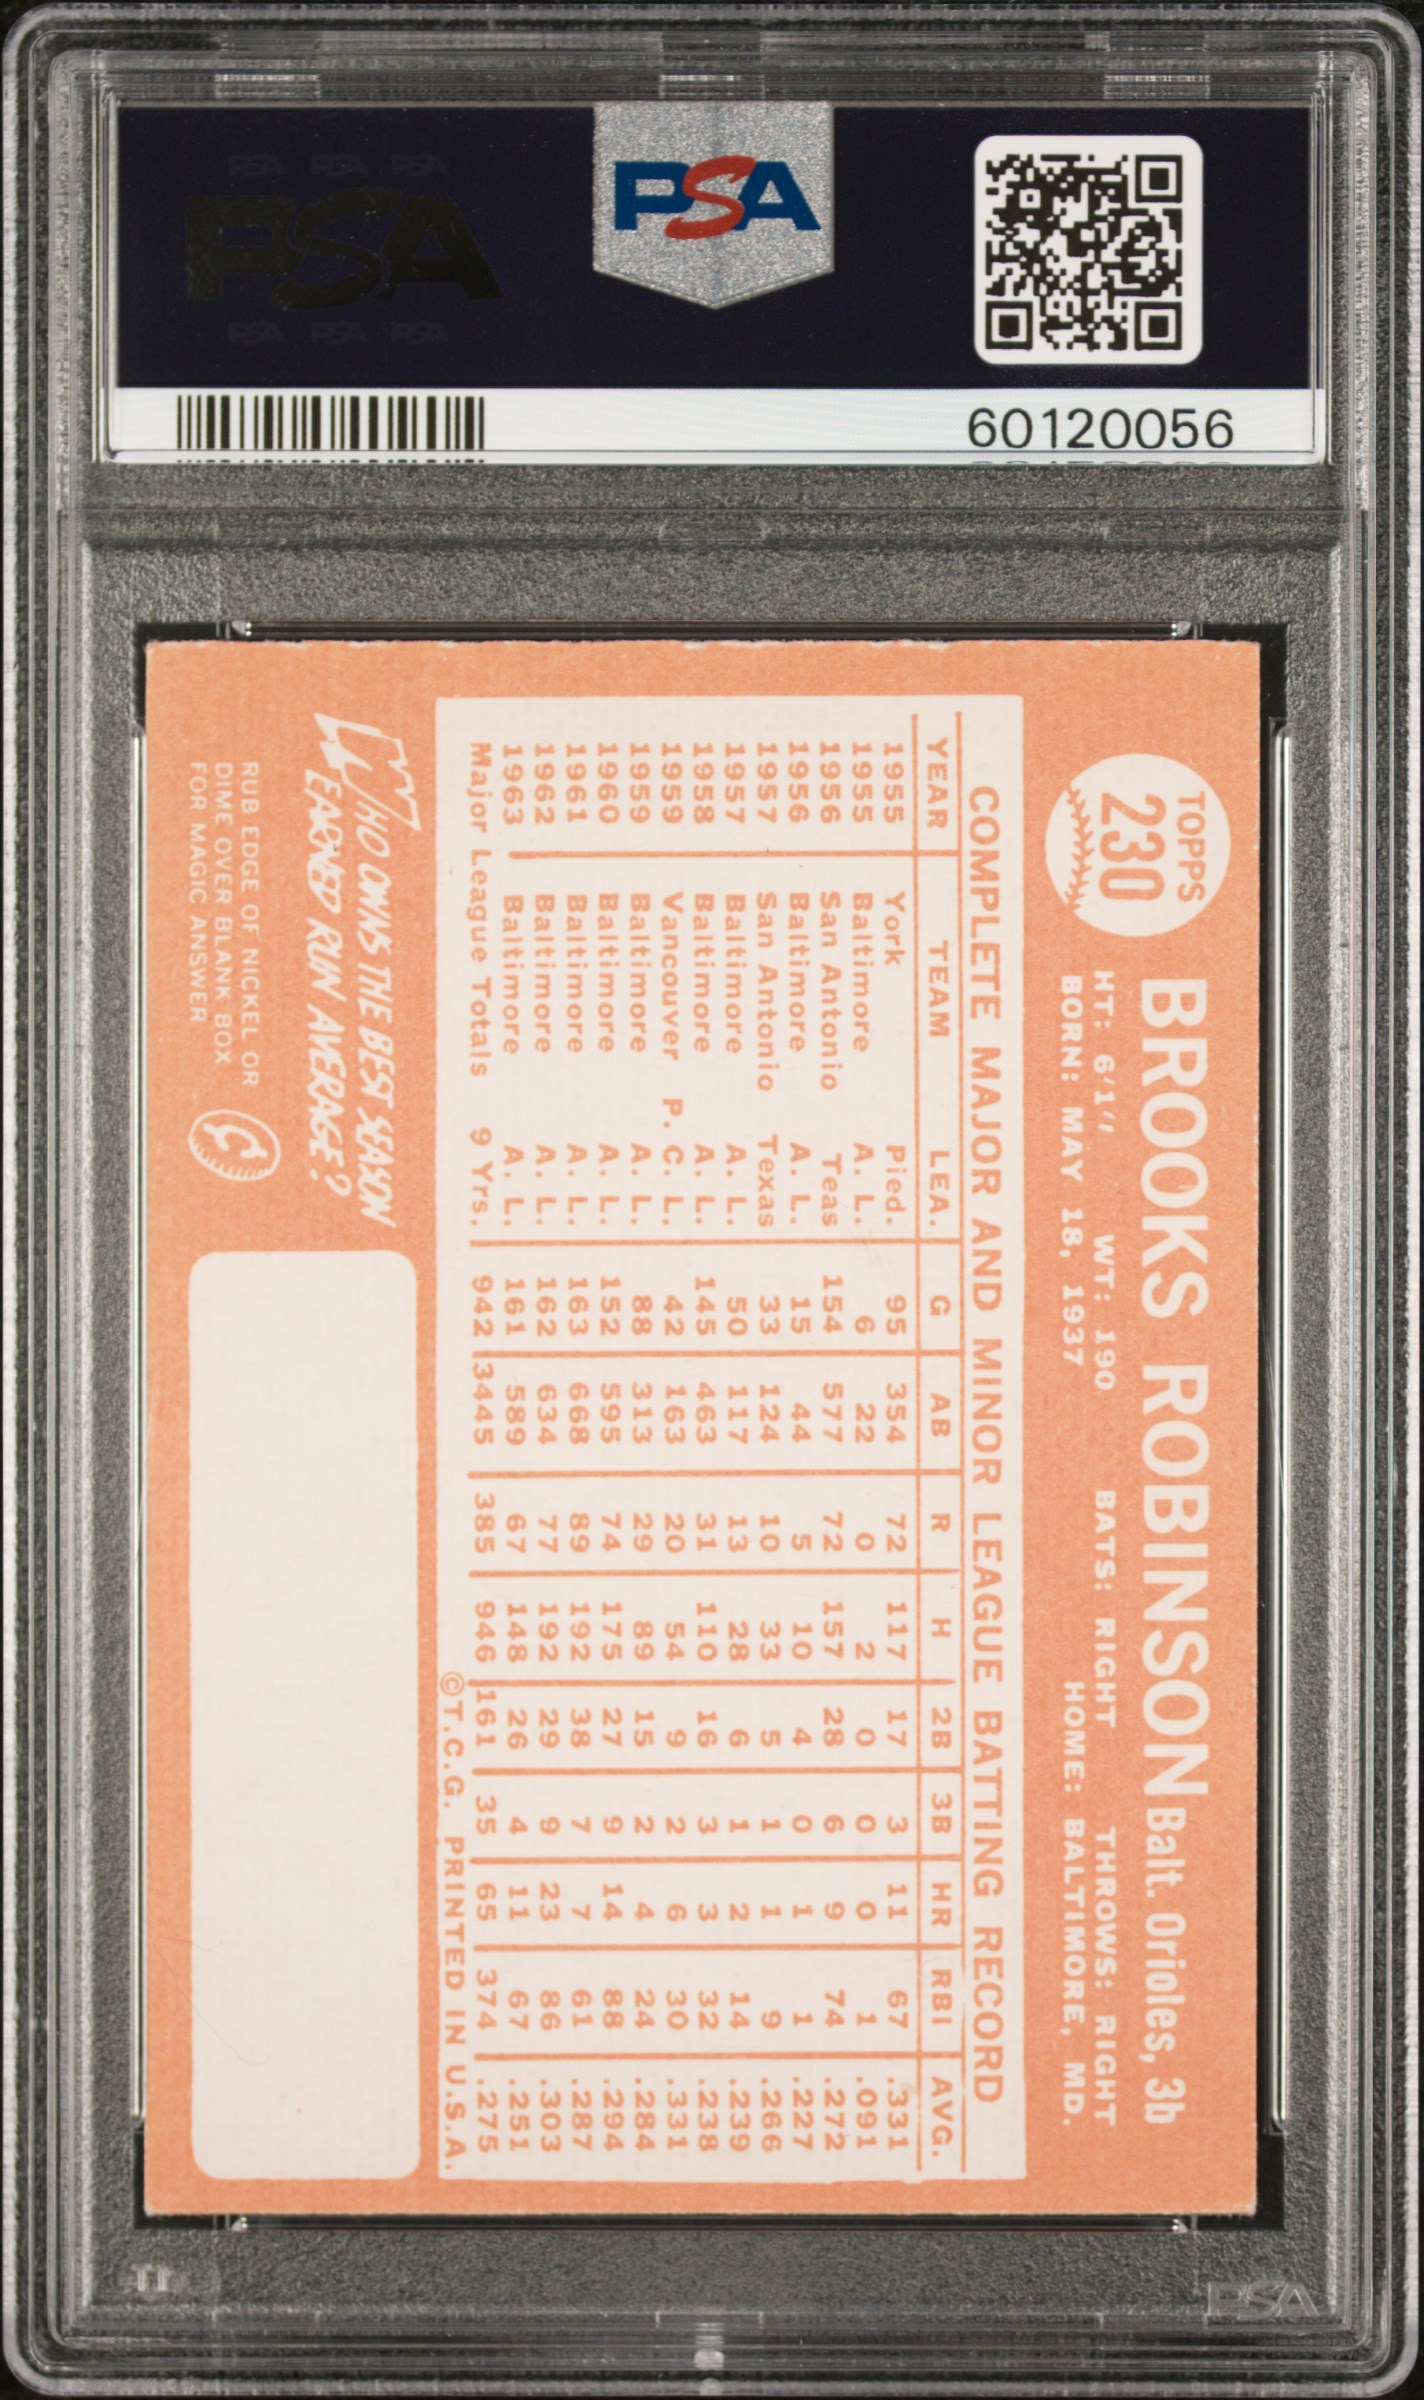 PSA PSA PSA
PSA
PSA PSA PSA
PSA
60120056
TOPPS
230
BROOKS ROBINSON Balt. Orioles, 3b
HT: 6'1" WT: 190 BATS: RIGHT THROWS: RIGHT
BORN: MAY 18, 1937 HOME: BALTIMORE, MD.
COMPLETE MAJOR AND MINOR LEAGUE BATTING RECORD
YEAR TEAM LEA. G AB R H 2B 3B HR RBI AVG.
1955 York Pied. 95 354 72 117 17 3 11 67 .331
1955 Baltimore A. L. 6 22 0 2 0 0 0 1 .091
1956 San Antonio Teas 154 577 72 157 28 6 9 74 .272
1956 Baltimore A. L. 15 44 5 10 4 0 1 1 .227
1957 San Antonio Texas 33 124 10 33 5 1 1 9 .266
1957 Baltimore A. L. 50 117 13 28 6 1 2 14 .239
1958 Baltimore A. L. 145 463 31 110 16 3 3 32 .238
1959 Vancouver P. C. L. 42 163 20 54 9 2 6 30 .331
1959 Baltimore A. L. 88 313 29 89 15 2 4 24 .284
1960 Baltimore A. L. 152 595 74 175 27 9 14 88 .294
1961 Baltimore A. L. 163 668 89 192 38 7 7 61 .287
1962 Baltimore A. L. 162 634 77 192 29 9 23 86 .303
1963 Baltimore A. L. 161 589 67 148 26 4 11 67 .251
Major League Totals 9 Yrs. 942 3445 385 946 161 35 65 374 .275
©T.C.G. PRINTED IN U.S.A.
WHO OWNS THE BEST SEASON
EARNED RUN AVERAGE?
RUB EDGE OF NICKEL OR
DIME OVER BLANK BOX
FOR MAGIC ANSWER
PSA